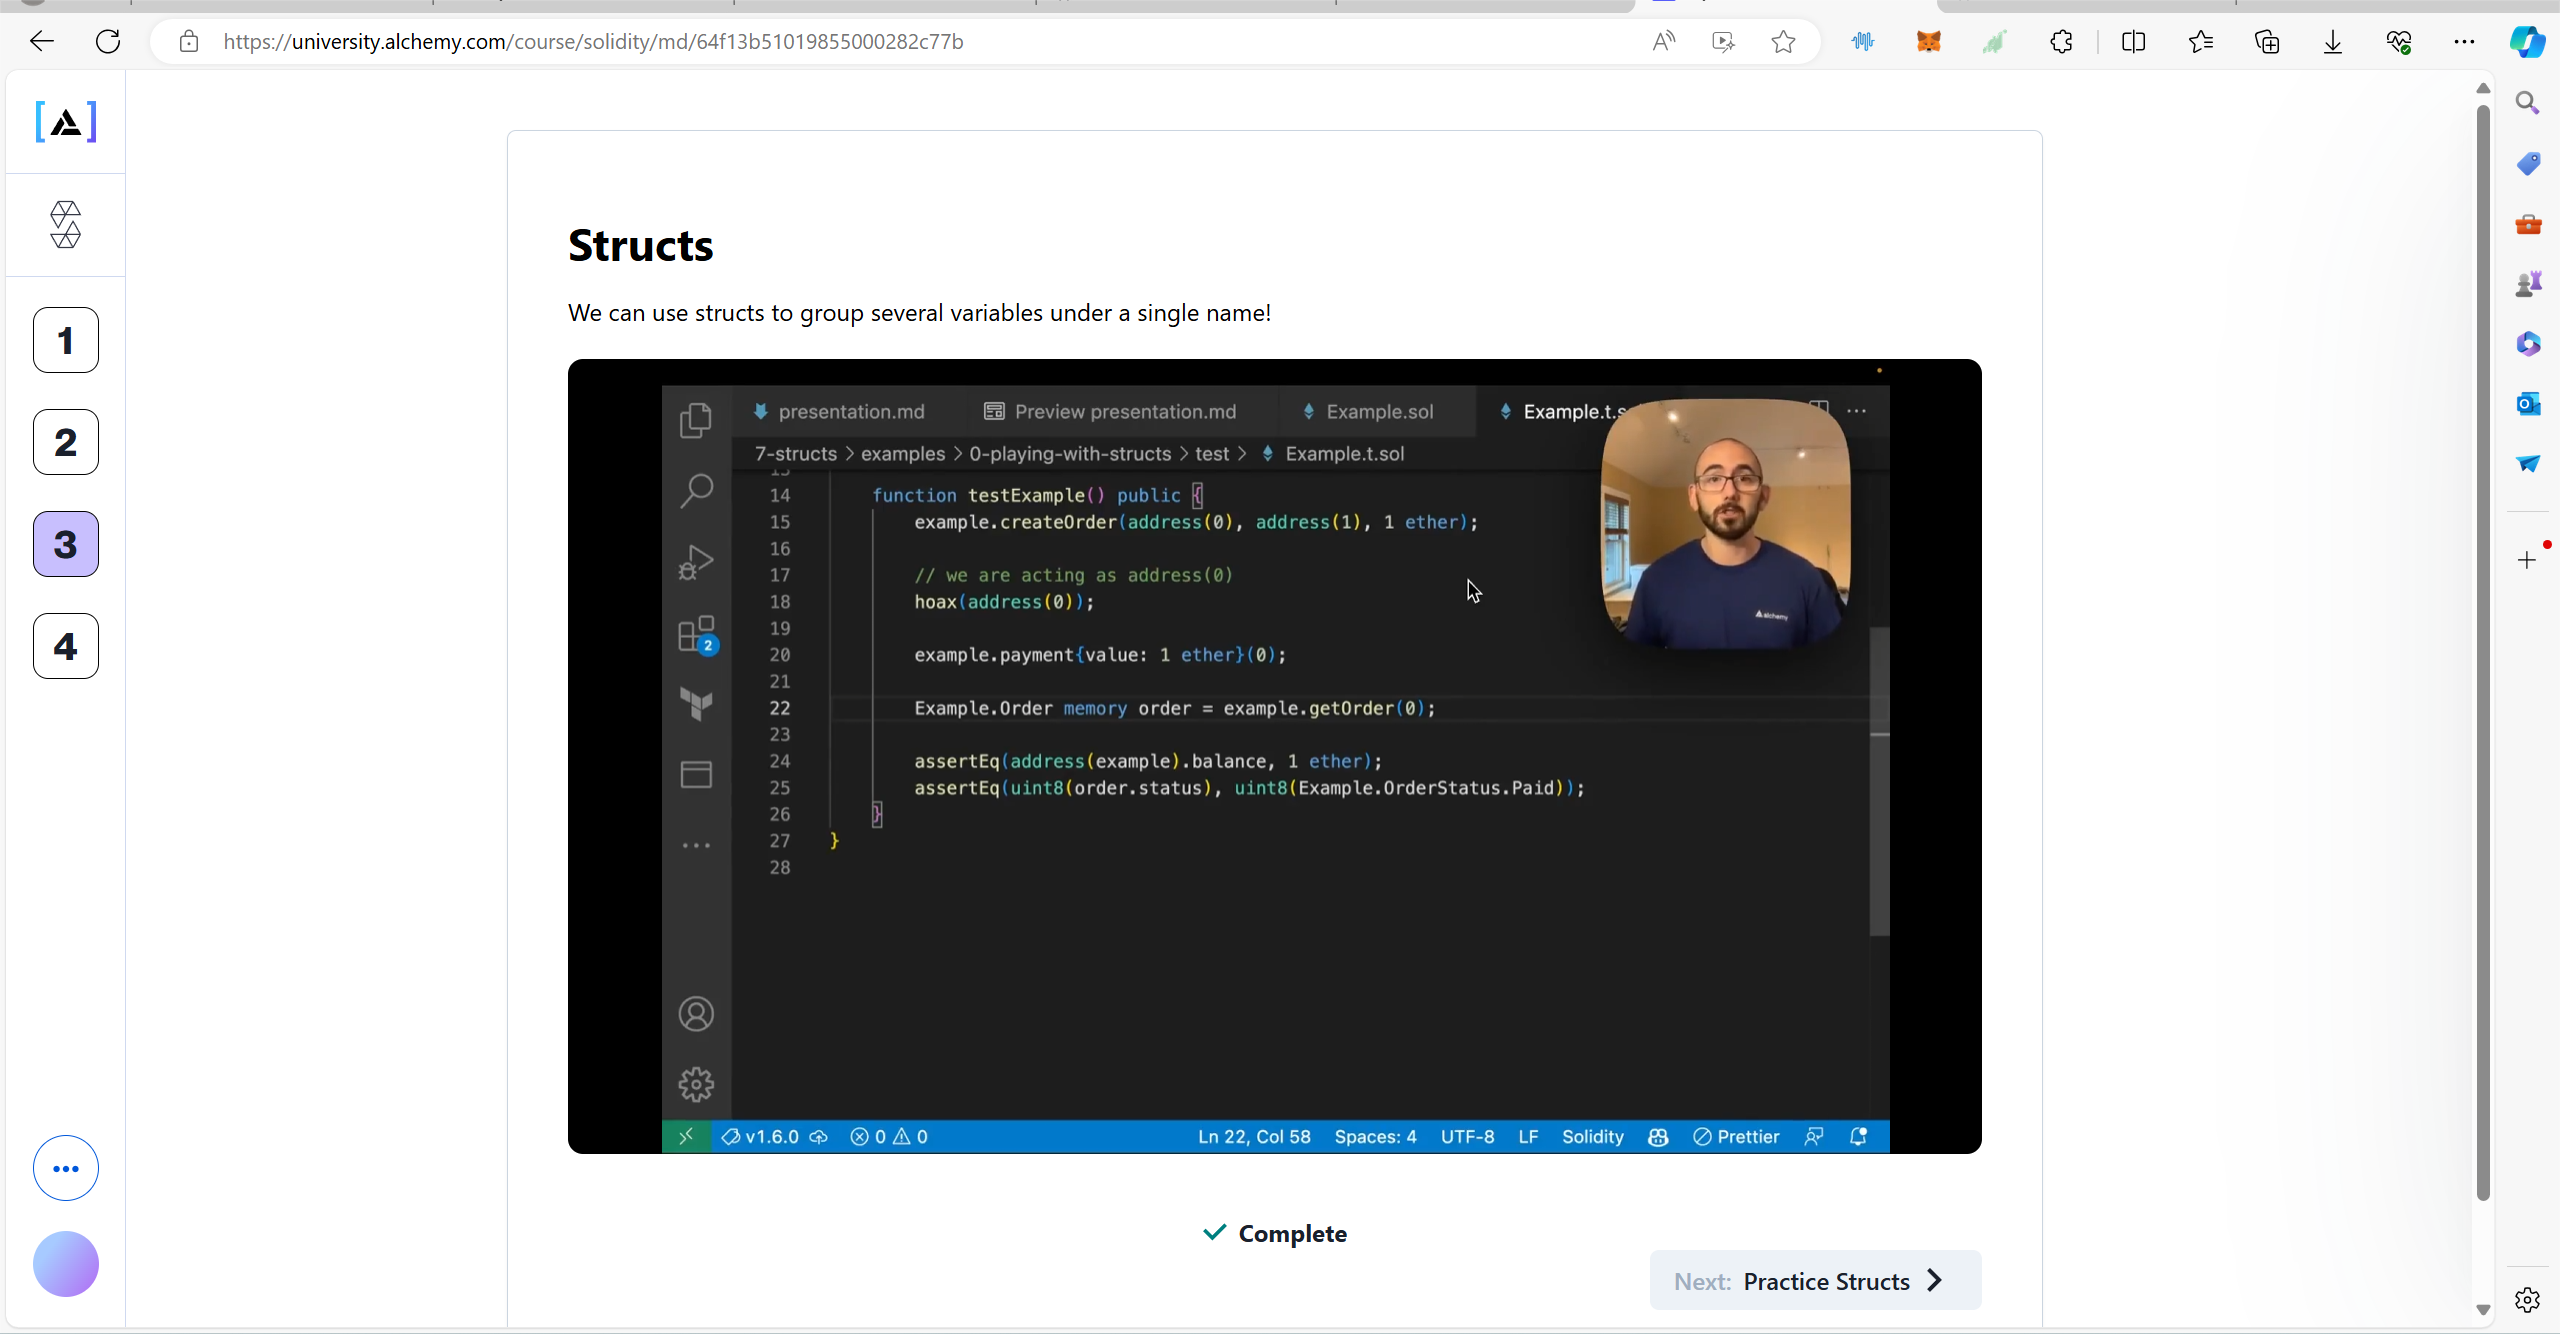 https://university.alchemy.com/course/solidity/md/64f13b51019855000282c77b
1
2
3
4
Structs
We can use structs to group several variables under a single name!
presentation.md
Preview presentation.md
Example.sol
Example.t.s
7-structs > examples > 0-playing-with-structs > test > Example.t.sol
14 function testExample() public {
15 example.createOrder(address(0), address(1), 1 ether);
16
17 // we are acting as address(0)
18 hoax(address(0));
19
20 example.payment{value: 1 ether}(0);
21
22 Example.Order memory order = example.getOrder(0);
23
24 assertEq(address(example).balance, 1 ether);
25 assertEq(uint8(order.status), uint8(Example.OrderStatus.Paid));
26 }
27 }
28
2
alchemy
v1.6.0 0 0 Ln 22, Col 58 Spaces: 4 UTF-8 LF Solidity Prettier
Complete
Next: Practice Structs